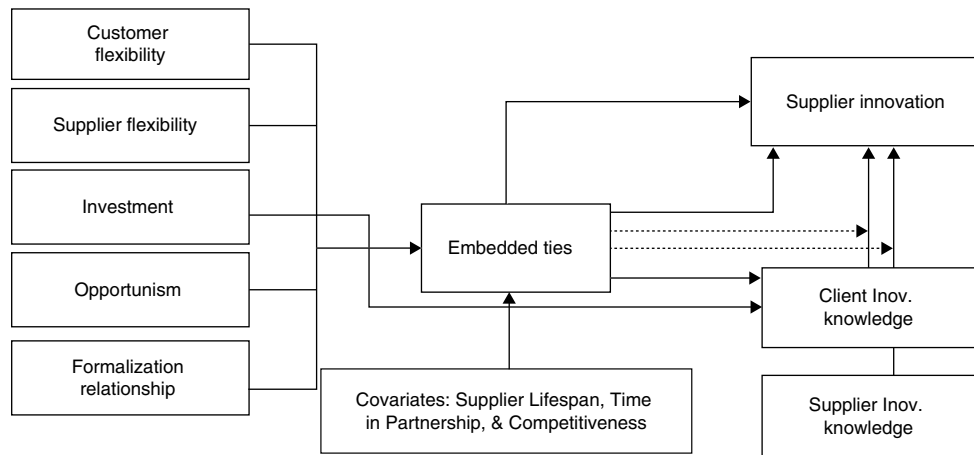 Customer
flexibility
Supplier flexibility
Investment
Opportunism
Formalization
relationship
Embedded ties
Covariates: Supplier Lifespan, Time
in Partnership, & Competitiveness
Supplier innovation
Client Inov.
knowledge
Supplier Inov.
knowledge